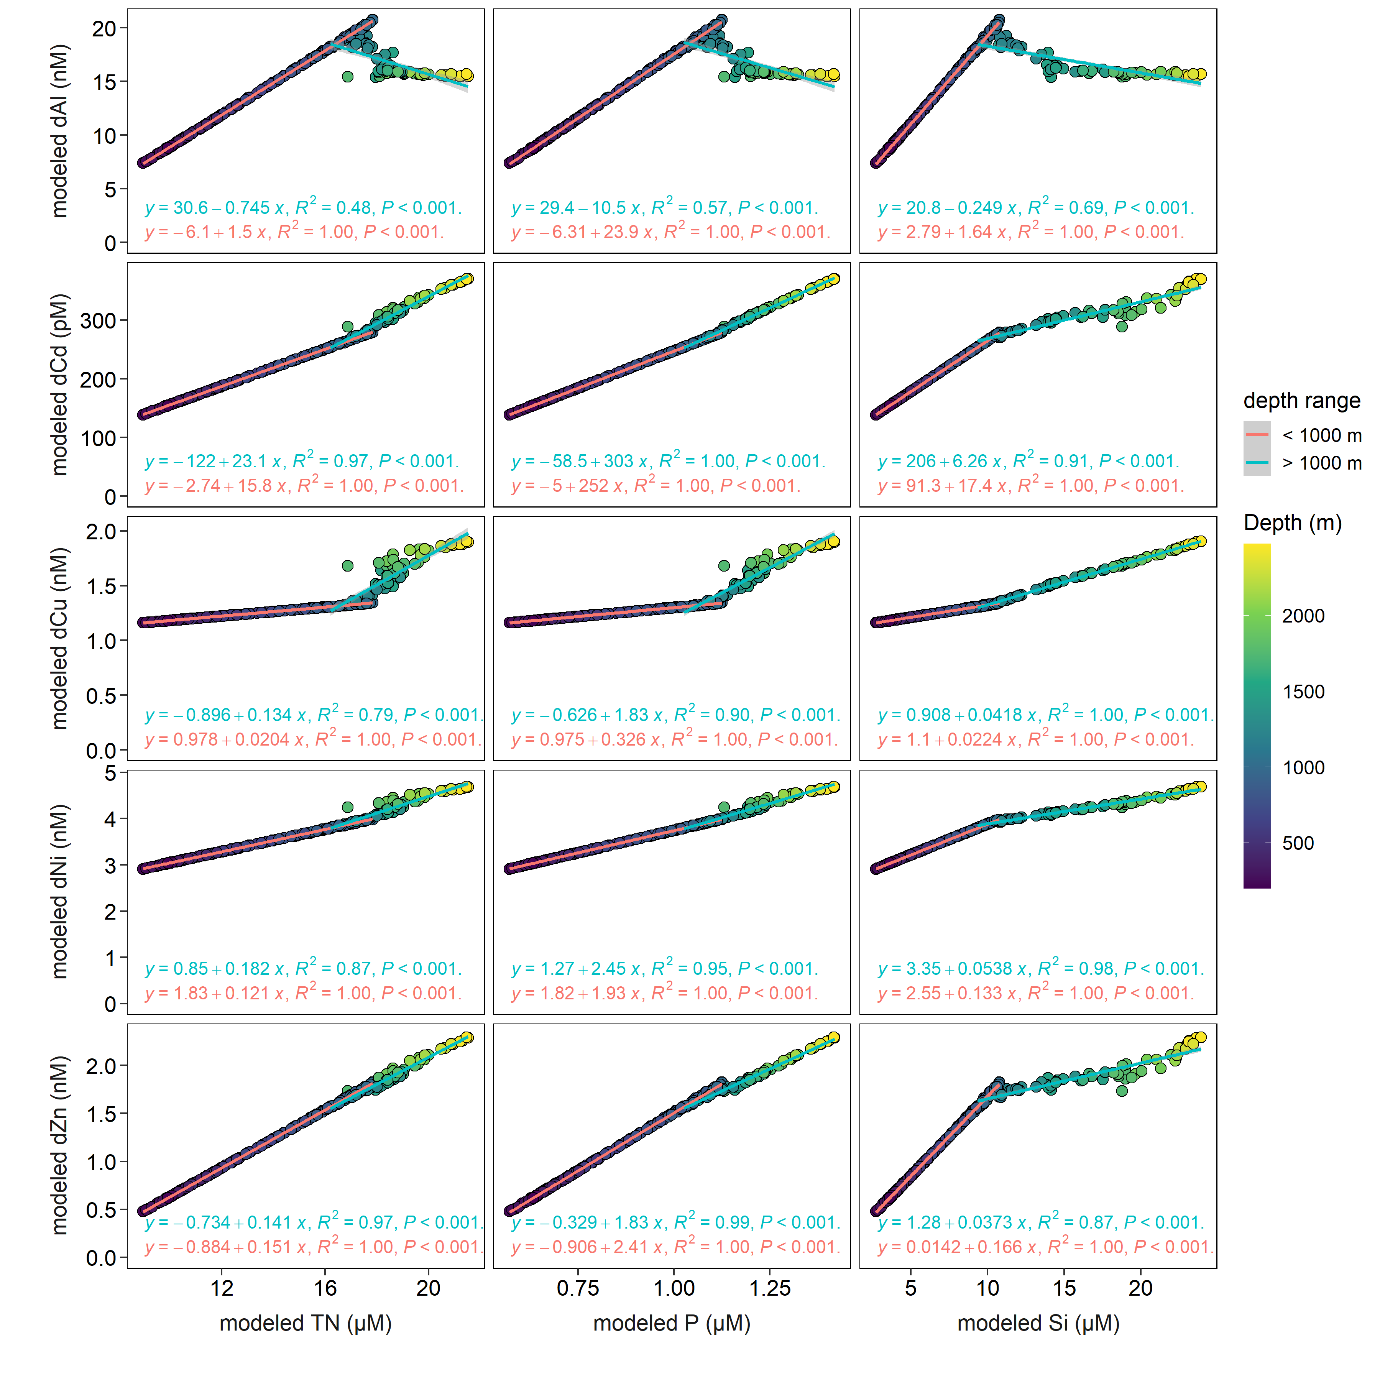 modeled dAl (nM)
20
15
10
5
0
y = 30.6 − 0.745 x, R² = 0.48, P < 0.001.
y = −6.1 + 1.5 x, R² = 1.00, P < 0.001.
y = 29.4 − 10.5 x, R² = 0.57, P < 0.001.
y = −6.31 + 23.9 x, R² = 1.00, P < 0.001.
y = 20.8 − 0.249 x, R² = 0.69, P < 0.001.
y = 2.79 + 1.64 x, R² = 1.00, P < 0.001.
modeled dCd (pM)
300
200
100
0
y = −122 + 23.1 x, R² = 0.97, P < 0.001.
y = −2.74 + 15.8 x, R² = 1.00, P < 0.001.
y = −58.5 + 303 x, R² = 1.00, P < 0.001.
y = −5 + 252 x, R² = 1.00, P < 0.001.
y = 206 + 6.26 x, R² = 0.91, P < 0.001.
y = 91.3 + 17.4 x, R² = 1.00, P < 0.001.
modeled dCu (nM)
2.0
1.5
1.0
0.5
0.0
y = −0.896 + 0.134 x, R² = 0.79, P < 0.001.
y = 0.978 + 0.0204 x, R² = 1.00, P < 0.001.
y = −0.626 + 1.83 x, R² = 0.90, P < 0.001.
y = 0.975 + 0.326 x, R² = 1.00, P < 0.001.
y = 0.908 + 0.0418 x, R² = 1.00, P < 0.001.
y = 1.1 + 0.0224 x, R² = 1.00, P < 0.001.
modeled dNi (nM)
5
4
3
2
1
0
y = 0.85 + 0.182 x, R² = 0.87, P < 0.001.
y = 1.83 + 0.121 x, R² = 1.00, P < 0.001.
y = 1.27 + 2.45 x, R² = 0.95, P < 0.001.
y = 1.82 + 1.93 x, R² = 1.00, P < 0.001.
y = 3.35 + 0.0538 x, R² = 0.98, P < 0.001.
y = 2.55 + 0.133 x, R² = 1.00, P < 0.001.
modeled dZn (nM)
2.0
1.5
1.0
0.5
0.0
y = −0.734 + 0.141 x, R² = 0.97, P < 0.001.
y = −0.884 + 0.151 x, R² = 1.00, P < 0.001.
y = −0.329 + 1.83 x, R² = 0.99, P < 0.001.
y = −0.906 + 2.41 x, R² = 1.00, P < 0.001.
y = 1.28 + 0.0373 x, R² = 0.87, P < 0.001.
y = 0.0142 + 0.166 x, R² = 1.00, P < 0.001.
12 16 20
0.75 1.00 1.25
5 10 15 20
modeled TN (µM)
modeled P (µM)
modeled Si (µM)
depth range
< 1000 m
> 1000 m
Depth (m)
2000
1500
1000
500